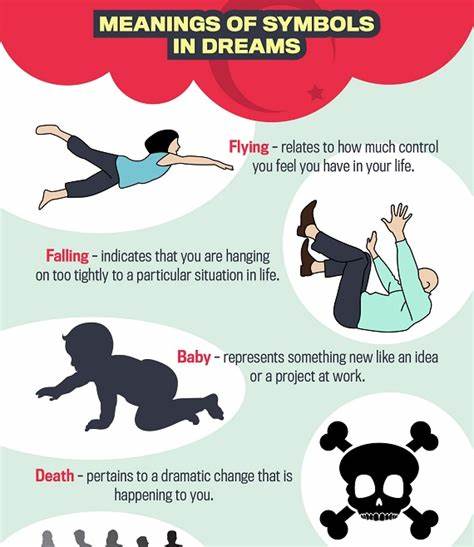 MEANINGS OF SYMBOLS
IN DREAMS
Flying - relates to how much control
you feel you have in your life.
Falling - indicates that you are hanging
on too tightly to a particular situation in life.
Baby - represents something new like an idea
or a project at work.
Death - pertains to a dramatic change that is
happening to you.